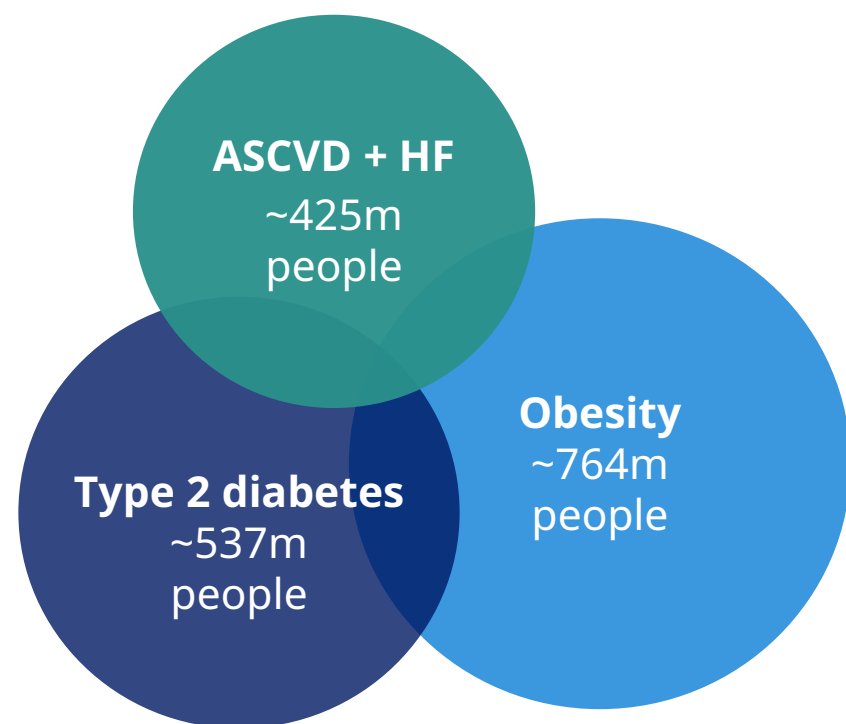 ASCVD + HF
~425m
people
Obesity
~764m
people
Type 2 diabetes
~537m
people